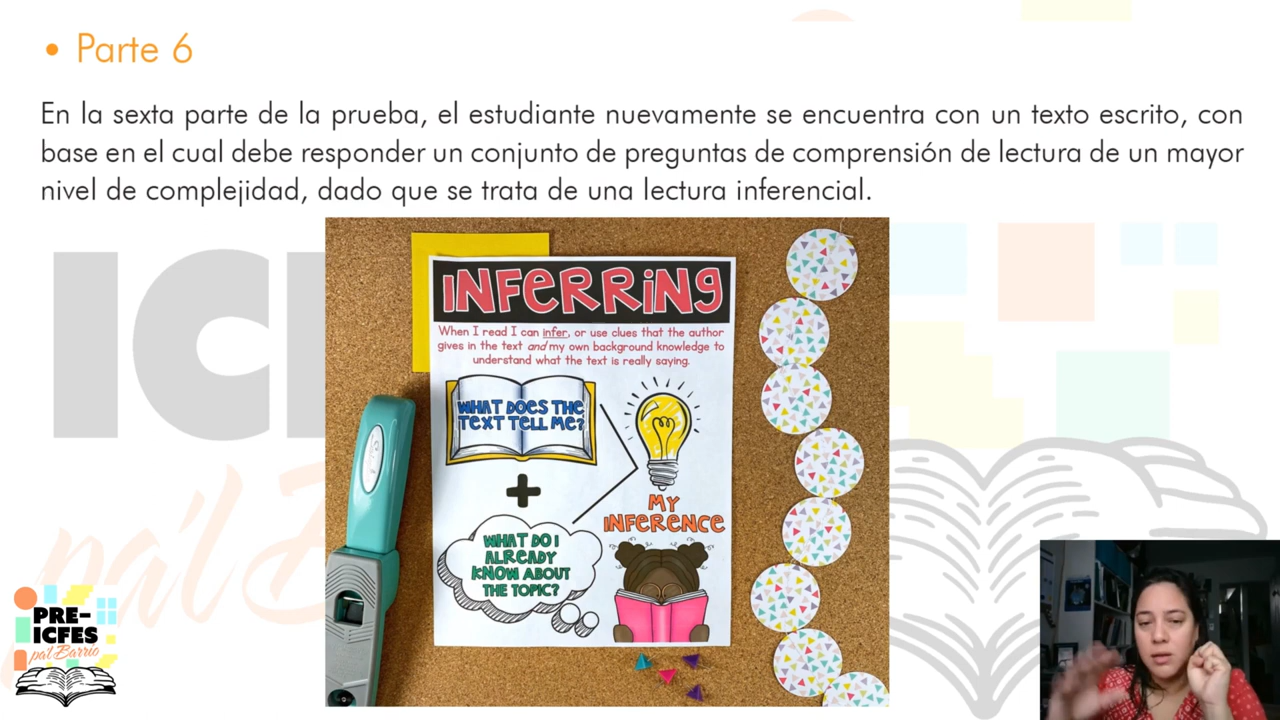 • Parte 6
En la sexta parte de la prueba, el estudiante nuevamente se encuentra con un texto escrito, con
base en el cual debe responder un conjunto de preguntas de comprensión de lectura de un mayor
nivel de complejidad, dado que se trata de una lectura inferencial.
INFERRING
When I read I can infer, or use clues that the author
gives in the text and my own background knowledge to
understand what the text is really saying.
WHAT DOES THE
TEXT TELL ME?
+
MY
INFERENCE
WHAT DO I
ALREADY
KNOW ABOUT
THE TOPIC?
PRE-
ICFES
pa'l Barrio